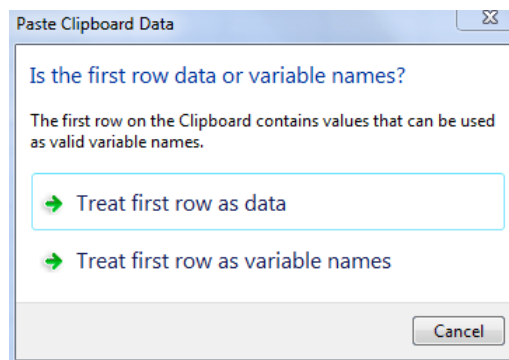 Paste Clipboard Data
Is the first row data or variable names?
The first row on the Clipboard contains values that can be used
as valid variable names.
Treat first row as data
Treat first row as variable names
Cancel